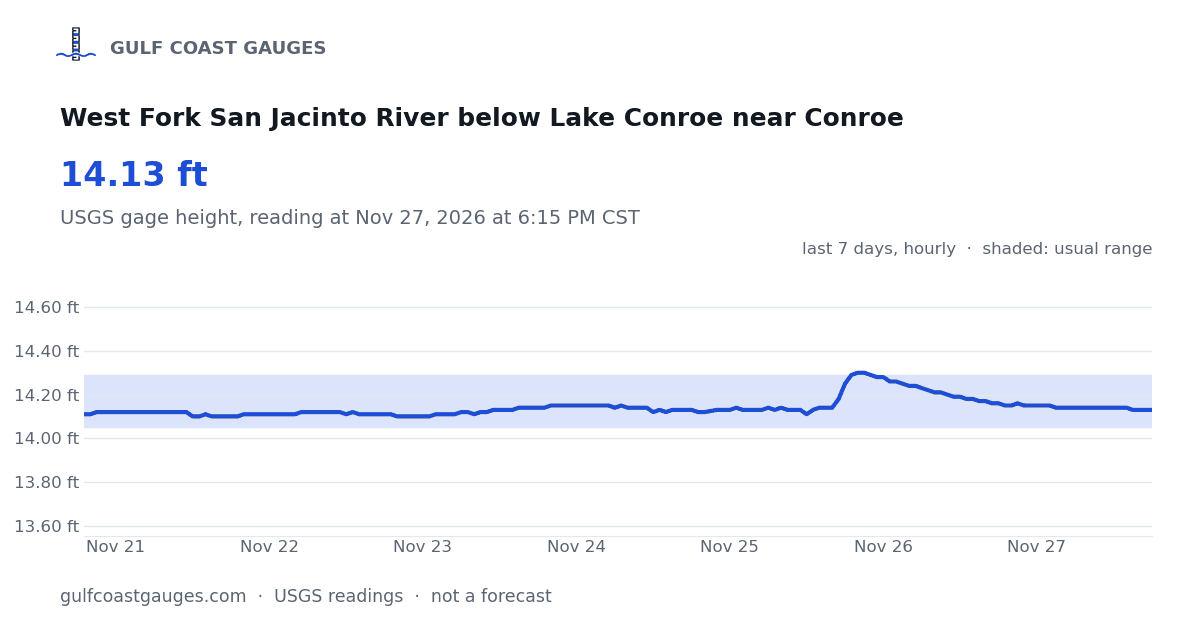 GULF COAST GAUGES
West Fork San Jacinto River below Lake Conroe near Conroe
14.13 ft
USGS gage height, reading at Nov 27, 2026 at 6:15 PM CST
last 7 days, hourly · shaded: usual range
14.60 ft
14.40 ft
14.20 ft
14.00 ft
13.80 ft
13.60 ft
Nov 21 Nov 22 Nov 23 Nov 24 Nov 25 Nov 26 Nov 27
gulfcoastgauges.com · USGS readings · not a forecast